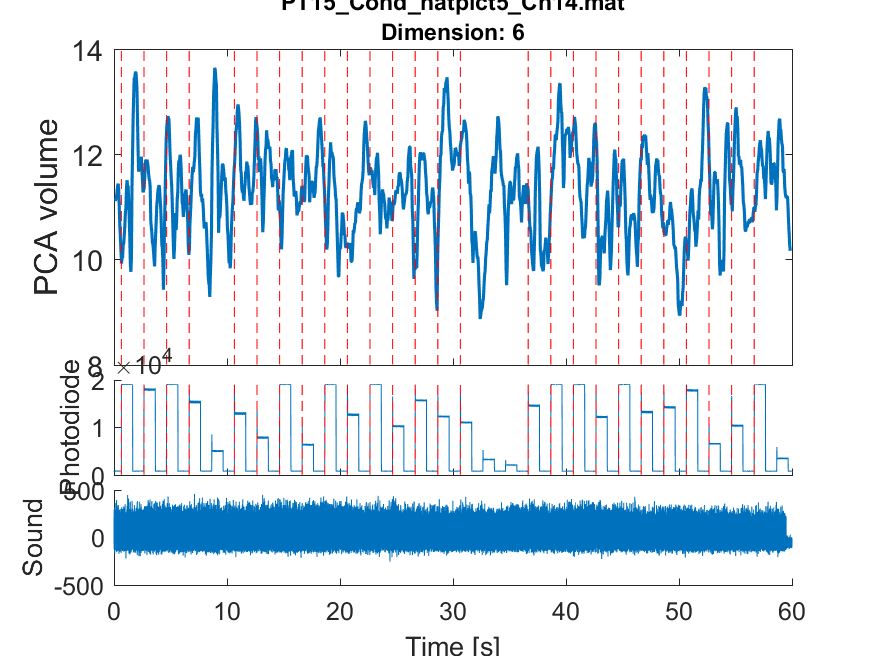 PT15_Cond_natpict5_Ch14.mat
Dimension: 6
14
12
10
8
PCA volume
×10^4
2
1
0
Photodiode
500
0
-500
Sound
0 10 20 30 40 50 60
Time [s]